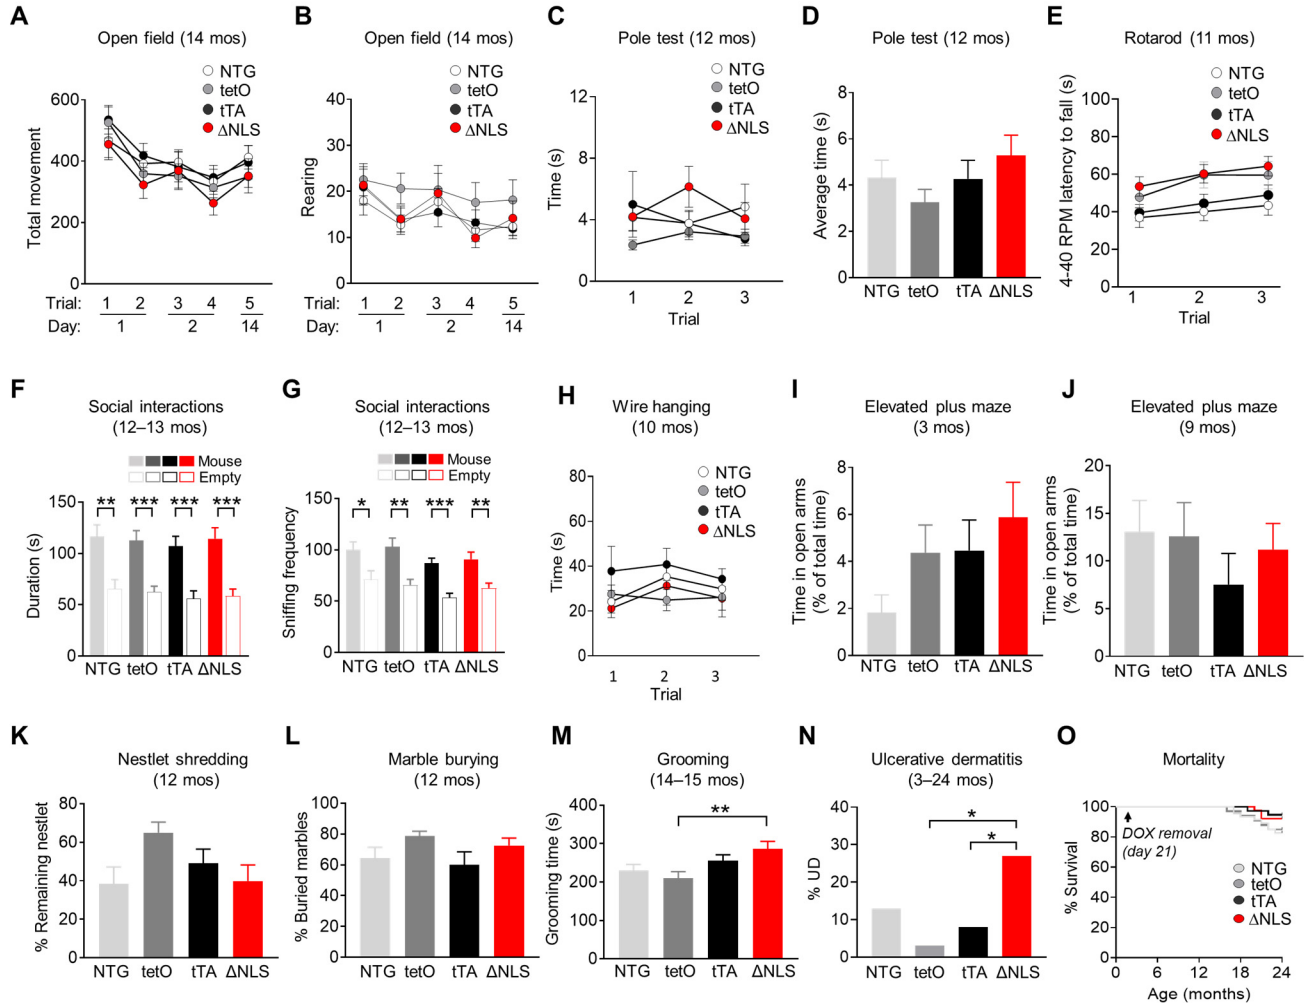 A
Open field (14 mos)
NTG
tetO
tTA
ΔNLS
Total movement
600
400
200
0
Trial: 1 2 3 4 5
Day: 1 2 14
B
Open field (14 mos)
NTG
tetO
tTA
ΔNLS
Rearing
40
30
20
10
0
Trial: 1 2 3 4 5
Day: 1 2 14
C
Pole test (12 mos)
NTG
tetO
tTA
ΔNLS
Time (s)
12
8
4
0
1 2 3
Trial
D
Pole test (12 mos)
Average time (s)
8
6
4
2
0
NTG tetO tTA ΔNLS
E
Rotarod (11 mos)
NTG
tetO
tTA
ΔNLS
4-40 RPM latency to fall (s)
100
80
60
40
20
0
1 2 3
Trial
F
Social interactions
(12–13 mos)
Mouse
Empty
Duration (s)
150
100
50
0
** *** *** ***
NTG tetO tTA ΔNLS
G
Social interactions
(12–13 mos)
Mouse
Empty
Sniffing frequency
150
100
50
0
* ** *** **
NTG tetO tTA ΔNLS
H
Wire hanging
(10 mos)
NTG
tetO
tTA
ΔNLS
Time (s)
80
60
40
20
0
1 2 3
Trial
I
Elevated plus maze
(3 mos)
Time in open arms
(% of total time)
8
6
4
2
0
NTG tetO tTA ΔNLS
J
Elevated plus maze
(9 mos)
Time in open arms
(% of total time)
20
15
10
5
0
NTG tetO tTA ΔNLS
K
Nestlet shredding
(12 mos)
% Remaining nestlet
80
60
40
20
0
NTG tetO tTA ΔNLS
L
Marble burying
(12 mos)
% Buried marbles
100
80
60
40
20
0
NTG tetO tTA ΔNLS
M
Grooming
(14–15 mos)
Grooming time (s)
400
300
200
100
0
**
NTG tetO tTA ΔNLS
N
Ulcerative dermatitis
(3–24 mos)
% UD
40
30
20
10
0
*
*
NTG tetO tTA ΔNLS
O
Mortality
% Survival
100
80
60
40
20
0
DOX removal
(day 21)
NTG
tetO
tTA
ΔNLS
0 6 12 18 24
Age (months)